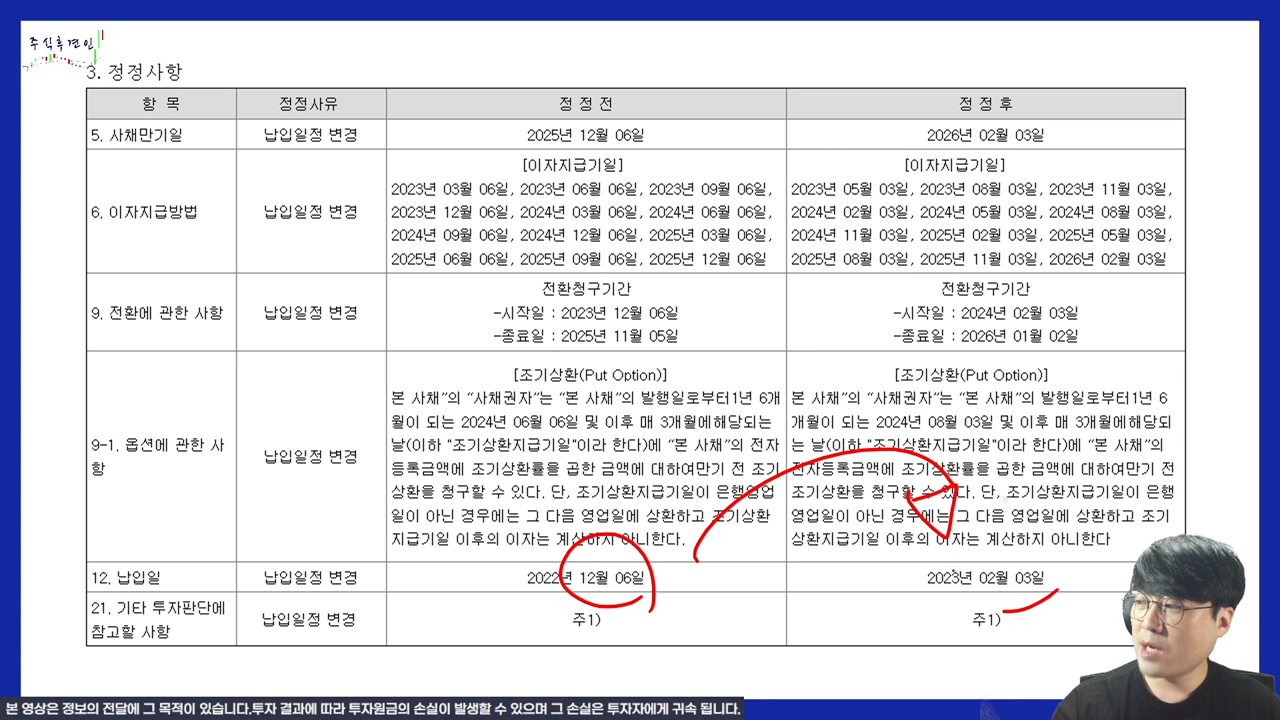 주식후견인
3. 정정사항
항 목 정정사유 정 정 전 정 정 후
5. 사채만기일 납입일정 변경 2025년 12월 06일 2026년 02월 03일
6. 이자지급방법 납입일정 변경
[이자지급기일]
2023년 03월 06일, 2023년 06월 06일, 2023년 09월 06일,
2023년 12월 06일, 2024년 03월 06일, 2024년 06월 06일,
2024년 09월 06일, 2024년 12월 06일, 2025년 03월 06일,
2025년 06월 06일, 2025년 09월 06일, 2025년 12월 06일
[이자지급기일]
2023년 05월 03일, 2023년 08월 03일, 2023년 11월 03일,
2024년 02월 03일, 2024년 05월 03일, 2024년 08월 03일,
2024년 11월 03일, 2025년 02월 03일, 2025년 05월 03일,
2025년 08월 03일, 2025년 11월 03일, 2026년 02월 03일
9. 전환에 관한 사항 납입일정 변경
전환청구기간
-시작일 : 2023년 12월 06일
-종료일 : 2025년 11월 05일
전환청구기간
-시작일 : 2024년 02월 03일
-종료일 : 2026년 01월 02일
9-1. 옵션에 관한 사
항
납입일정 변경
[조기상환(Put Option)]
본 사채”의 “사채권자”는 “본 사채”의 발행일로부터1년 6개
월이 되는 2024년 06월 06일 및 이후 매 3개월에해당되는
날(이하 "조기상환지급기일"이라 한다)에 “본 사채”의 전자
등록금액에 조기상환률을 곱한 금액에 대하여만기 전 조기
상환을 청구할 수 있다. 단, 조기상환지급기일이 은행영업
일이 아닌 경우에는 그 다음 영업일에 상환하고 조기상환
지급기일 이후의 이자는 계산하지 아니한다.
[조기상환(Put Option)]
본 사채”의 “사채권자”는 “본 사채”의 발행일로부터1년 6
개월이 되는 2024년 08월 03일 및 이후 매 3개월에해당되
는 날(이하 "조기상환지급기일"이라 한다)에 “본 사채”의
전자등록금액에 조기상환률을 곱한 금액에 대하여만기 전
조기상환을 청구할 수 있다. 단, 조기상환지급기일이 은행
영업일이 아닌 경우에는 그 다음 영업일에 상환하고 조기
상환지급기일 이후의 이자는 계산하지 아니한다
12. 납입일 납입일정 변경 2022년 12월 06일 2023년 02월 03일
21. 기타 투자판단에
참고할 사항
납입일정 변경 주1) 주1)
본 영상은 정보의 전달에 그 목적이 있습니다.투자 결과에 따라 투자원금의 손실이 발생할 수 있으며 그 손실은 투자자에게 귀속 됩니다.